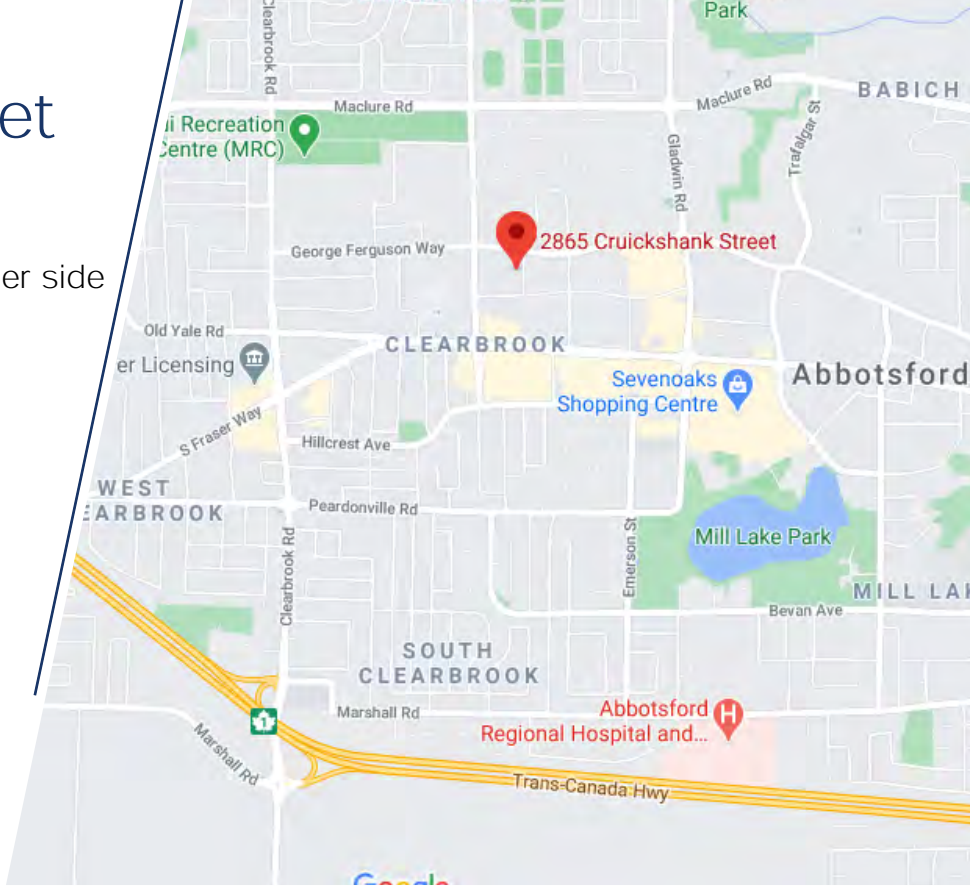 et
er side
Park
Clearbrook Rd
Maclure Rd
Maclure Rd
BABICH
Recreation
Centre (MRC)
Gladwin Rd
Trafalgar St
2865 Cruickshank Street
George Ferguson Way
Old Yale Rd
CLEARBROOK
er Licensing
Sevenoaks
Shopping Centre
Abbotsford
S Fraser Way
Hillcrest Ave
WEST
EARBROOK
Peardonville Rd
Clearbrook Rd
Emerson St
Mill Lake Park
MILL LAK
Bevan Ave
SOUTH
CLEARBROOK
Marshall Rd
Abbotsford
Regional Hospital and...
H
1
Marshall Rd
Trans-Canada Hwy
Google